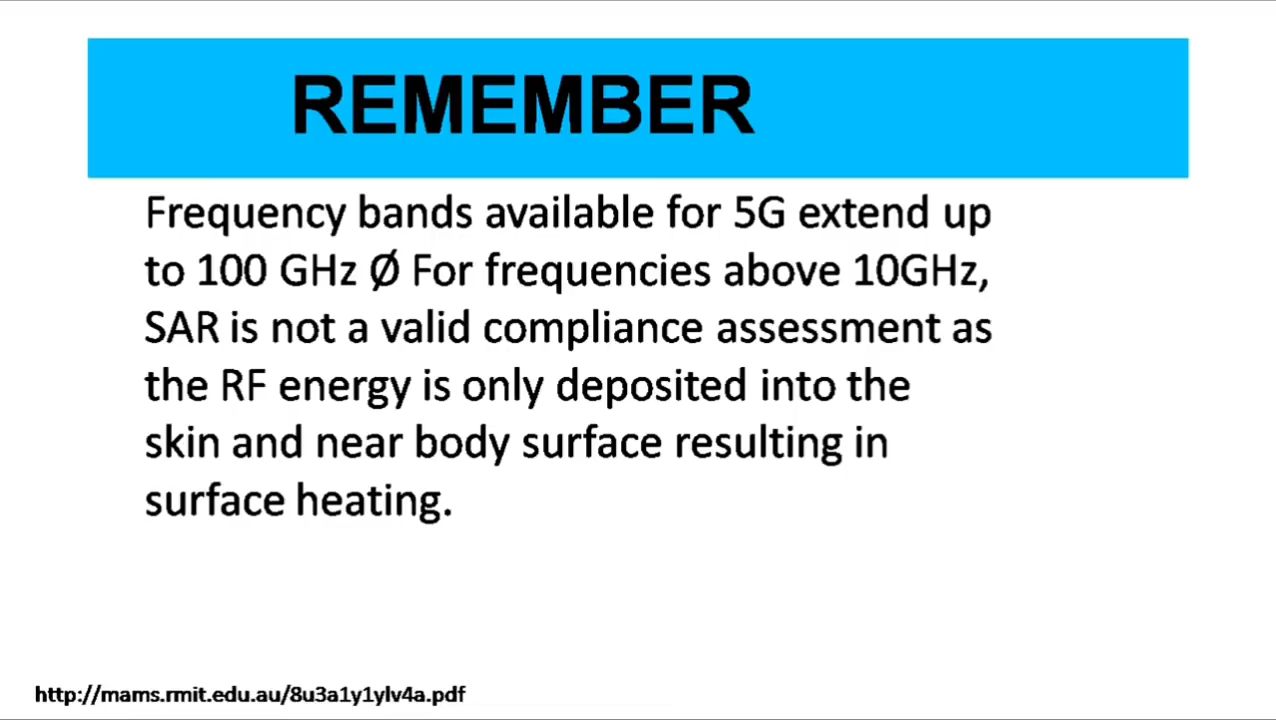 REMEMBER
Frequency bands available for 5G extend up
to 100 GHz Ø For frequencies above 10GHz,
SAR is not a valid compliance assessment as
the RF energy is only deposited into the
skin and near body surface resulting in
surface heating.
http://mams.rmit.edu.au/8u3a1y1ylv4a.pdf